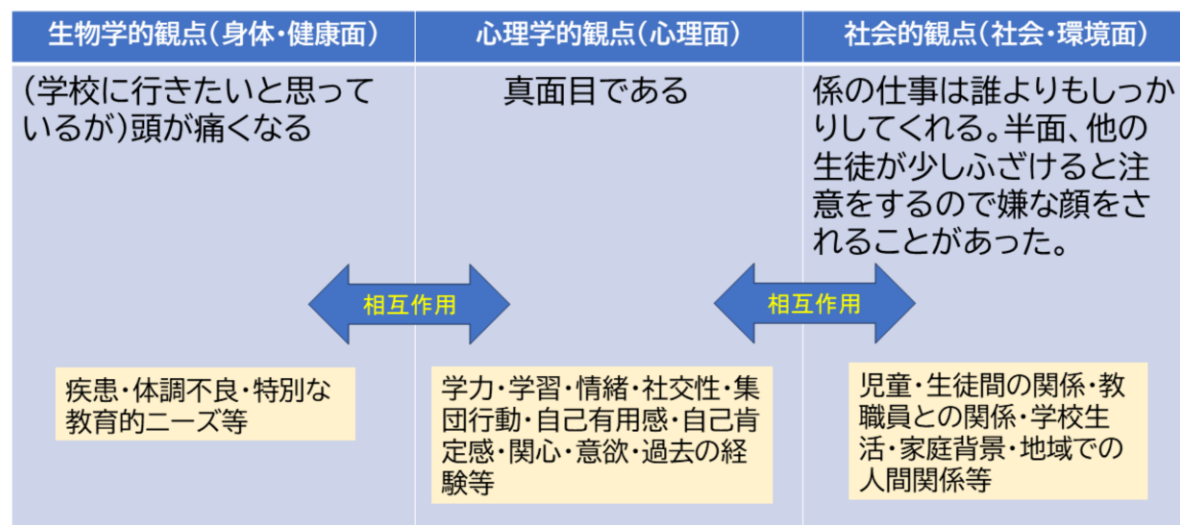 生物学的観点(身体・健康面)
心理学的観点(心理面)
社会的観点(社会・環境面)
(学校に行きたいと思って
いるが)頭が痛くなる
真面目である
係の仕事は誰よりもしっか
りしてくれる。半面、他の
生徒が少しふざけると注
意をするので嫌な顔をさ
れることがあった。
相互作用
相互作用
疾患・体調不良・特別な
教育的ニーズ等
学力・学習・情緒・社交性・集
団行動・自己有用感・自己肯
定感・関心・意欲・過去の経
験等
児童・生徒間の関係・教
職員との関係・学校生
活・家庭背景・地域での
人間関係等